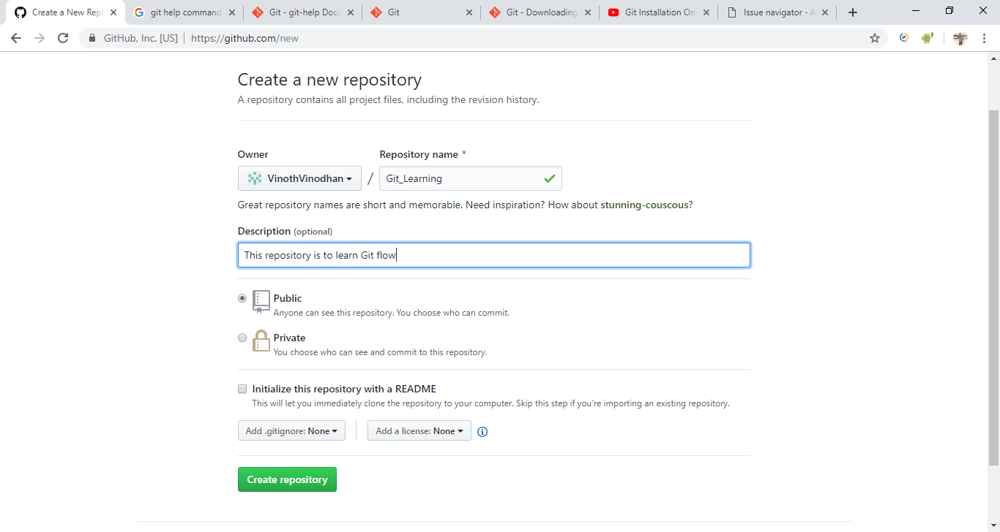 Create a New Rep
git help command
Git - git-help Docu
Git
Git - Downloading
Git Installation On
Issue navigator - A
GitHub, Inc. [US] | https://github.com/new
Create a new repository
A repository contains all project files, including the revision history.
Owner
Repository name *
VinothVinodhan / Git_Learning
Great repository names are short and memorable. Need inspiration? How about stunning-couscous?
Description (optional)
This repository is to learn Git flow
Public
Anyone can see this repository. You choose who can commit.
Private
You choose who can see and commit to this repository.
Initialize this repository with a README
This will let you immediately clone the repository to your computer. Skip this step if you're importing an existing repository.
Add .gitignore: None
Add a license: None
Create repository